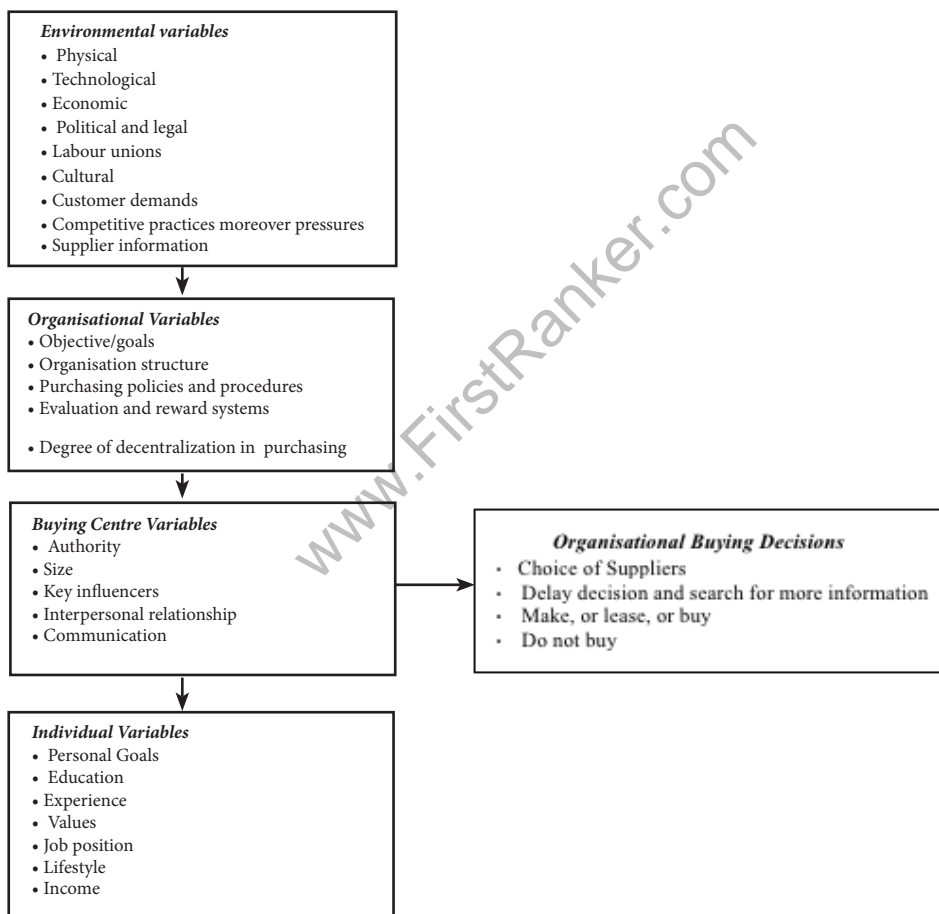 Environmental variables
• Physical
• Technological
• Economic
• Political and legal
• Labour unions
• Cultural
• Customer demands
• Competitive practices moreover pressures
• Supplier information
Organisational Variables
• Objective/goals
• Organisation structure
• Purchasing policies and procedures
• Evaluation and reward systems
• Degree of decentralization in purchasing
Buying Centre Variables
• Authority
• Size
• Key influencers
• Interpersonal relationship
• Communication
Organisational Buying Decisions
• Choice of Suppliers
• Delay decision and search for more information
• Make, or lease, or buy
• Do not buy
Individual Variables
• Personal Goals
• Education
• Experience
• Values
• Job position
• Lifestyle
• Income
www.FirstRanker.com